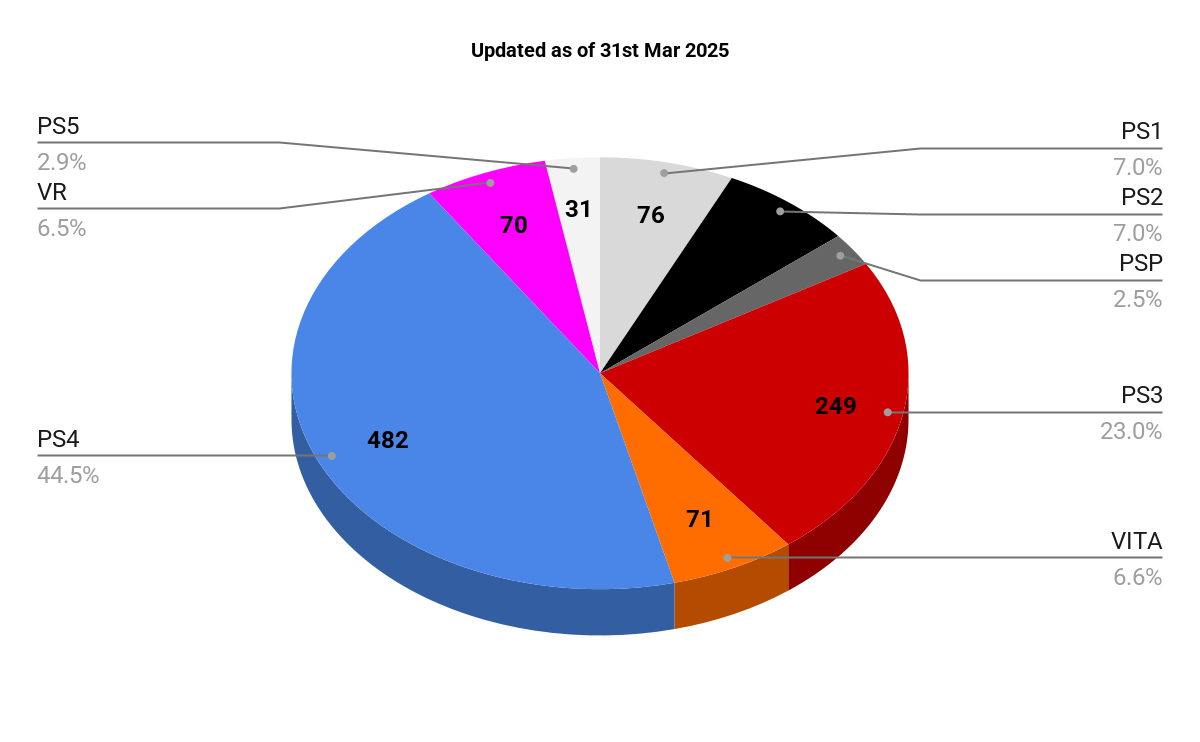 Updated as of 31st Mar 2025
PS5
2.9%
VR
6.5%
PS4
44.5%
PS1
7.0%
PS2
7.0%
PSP
2.5%
PS3
23.0%
VITA
6.6%
70
31
76
249
482
71